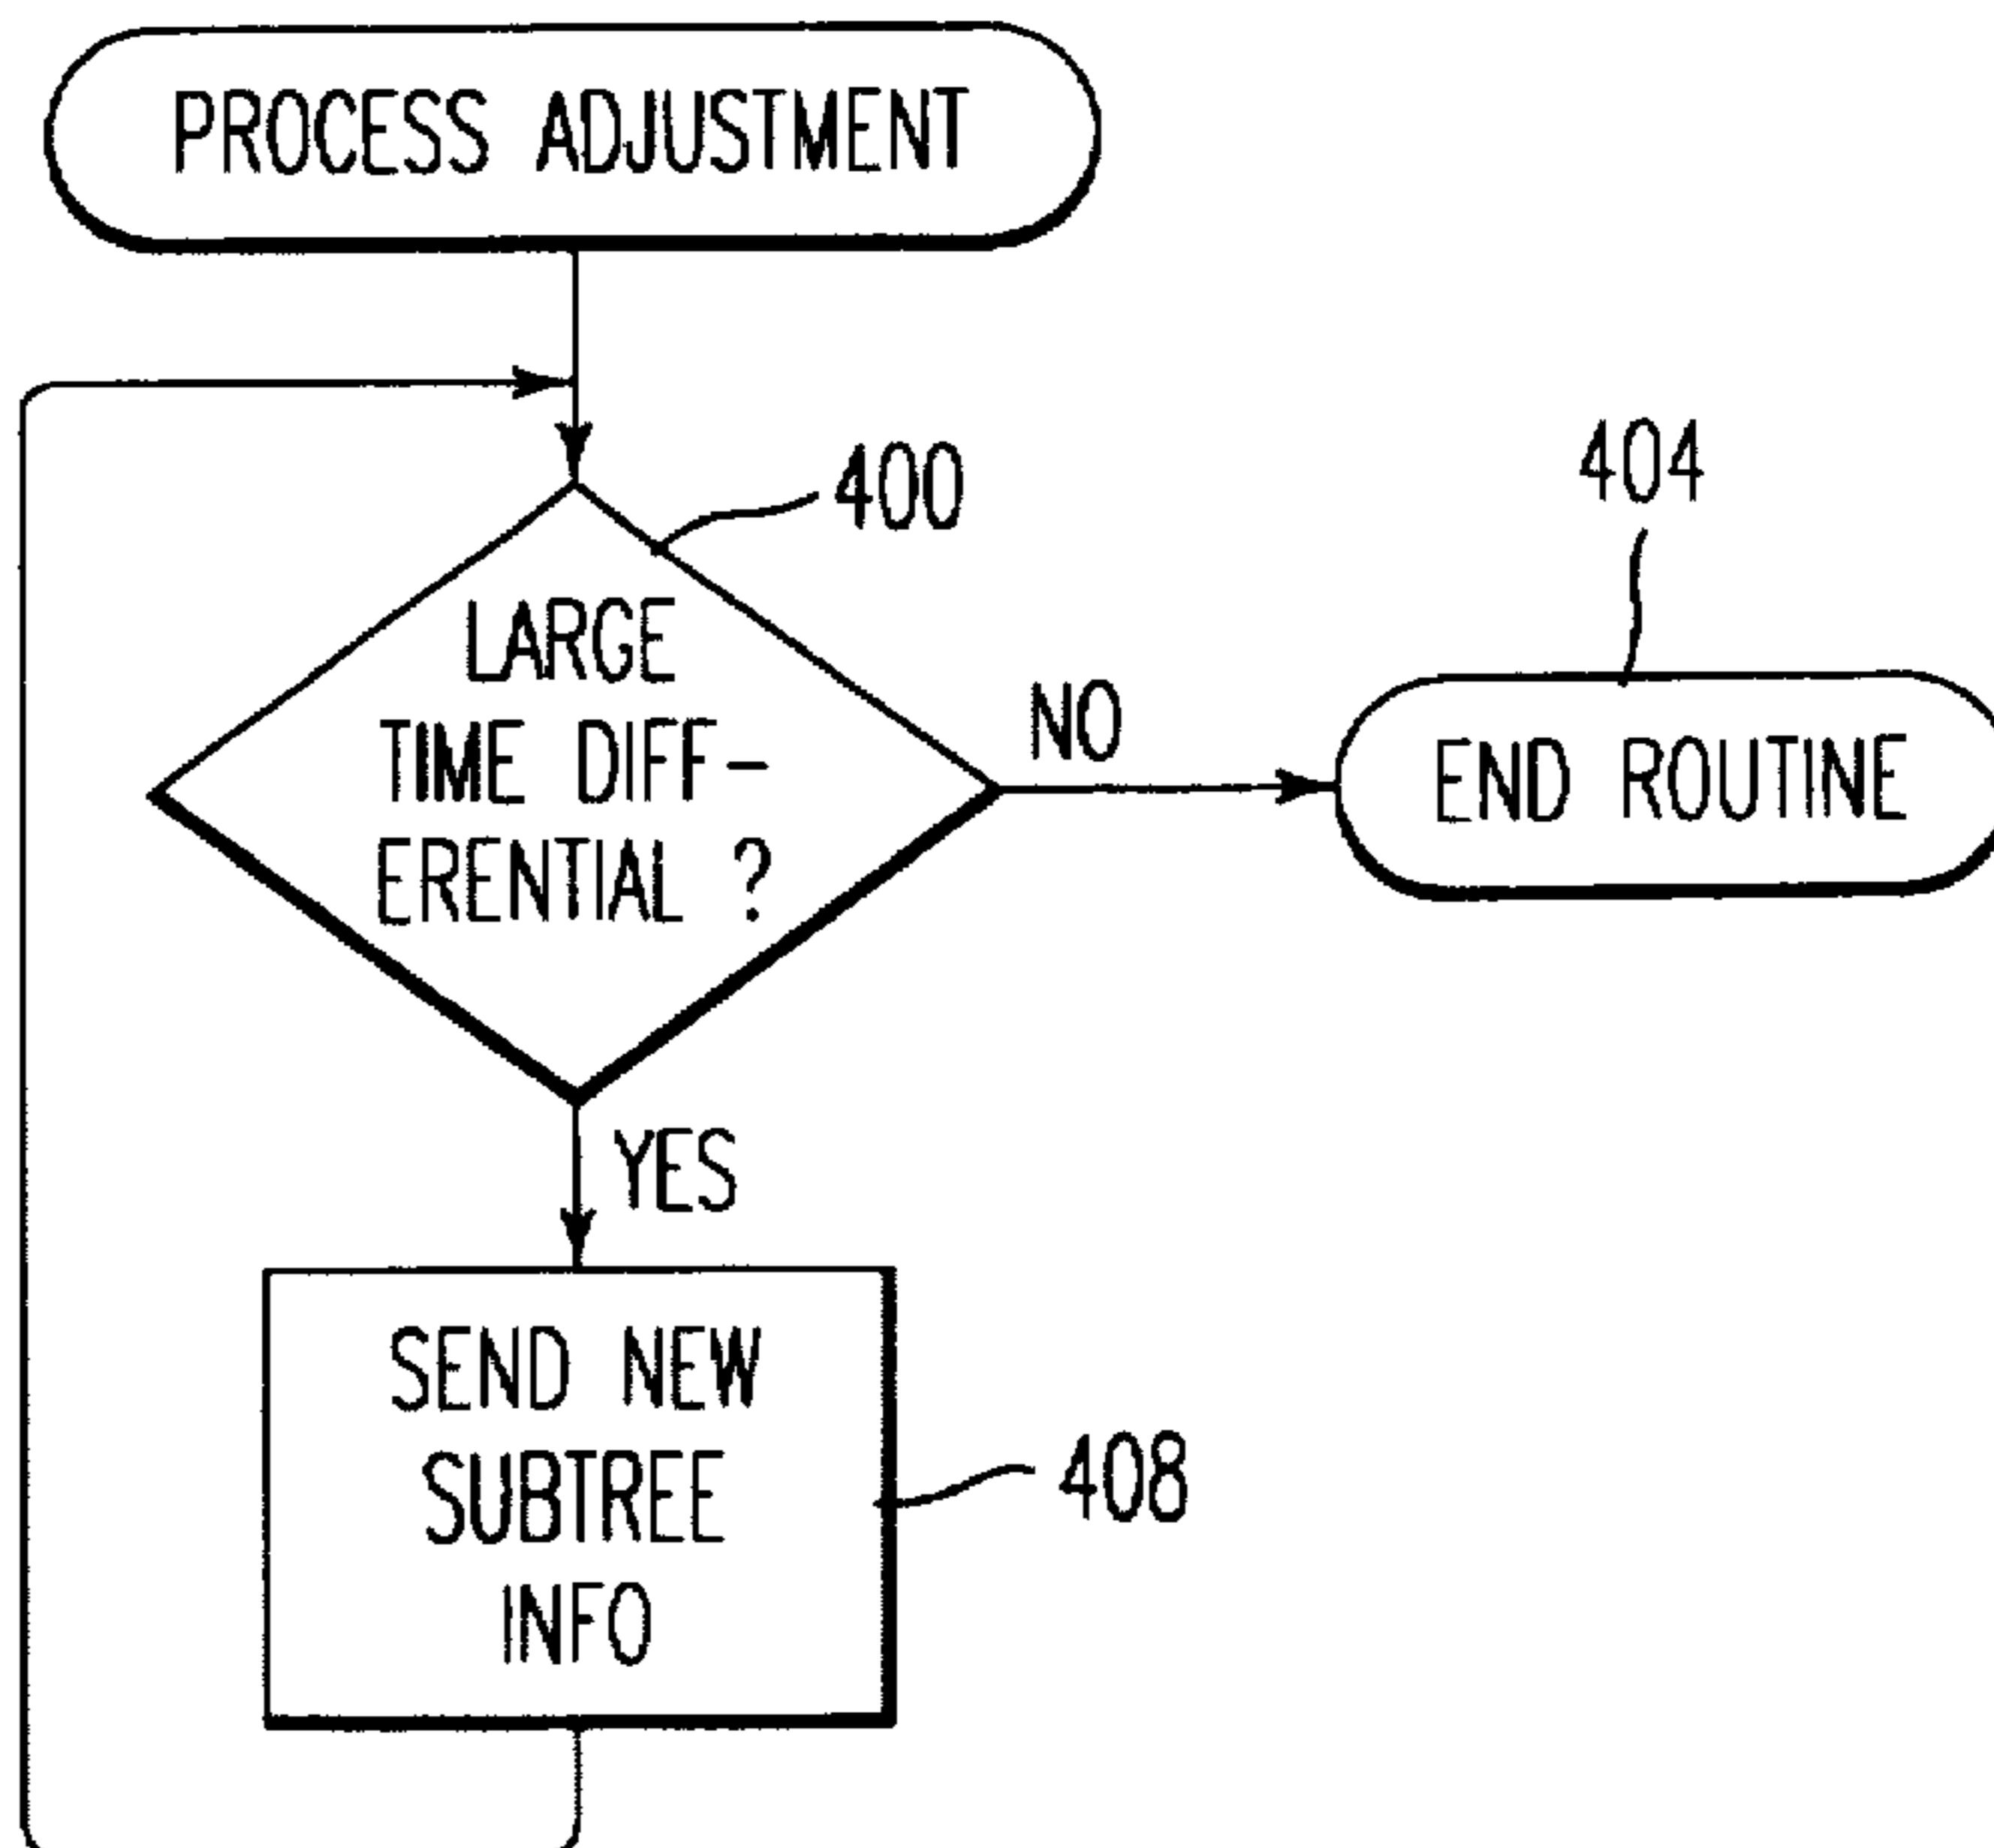 PROCESS ADJUSTMENT
400
404
LARGE
TIME DIFF-
ERENTIAL ?
NO
END ROUTINE
YES
SEND NEW
SUBTREE
INFO
408